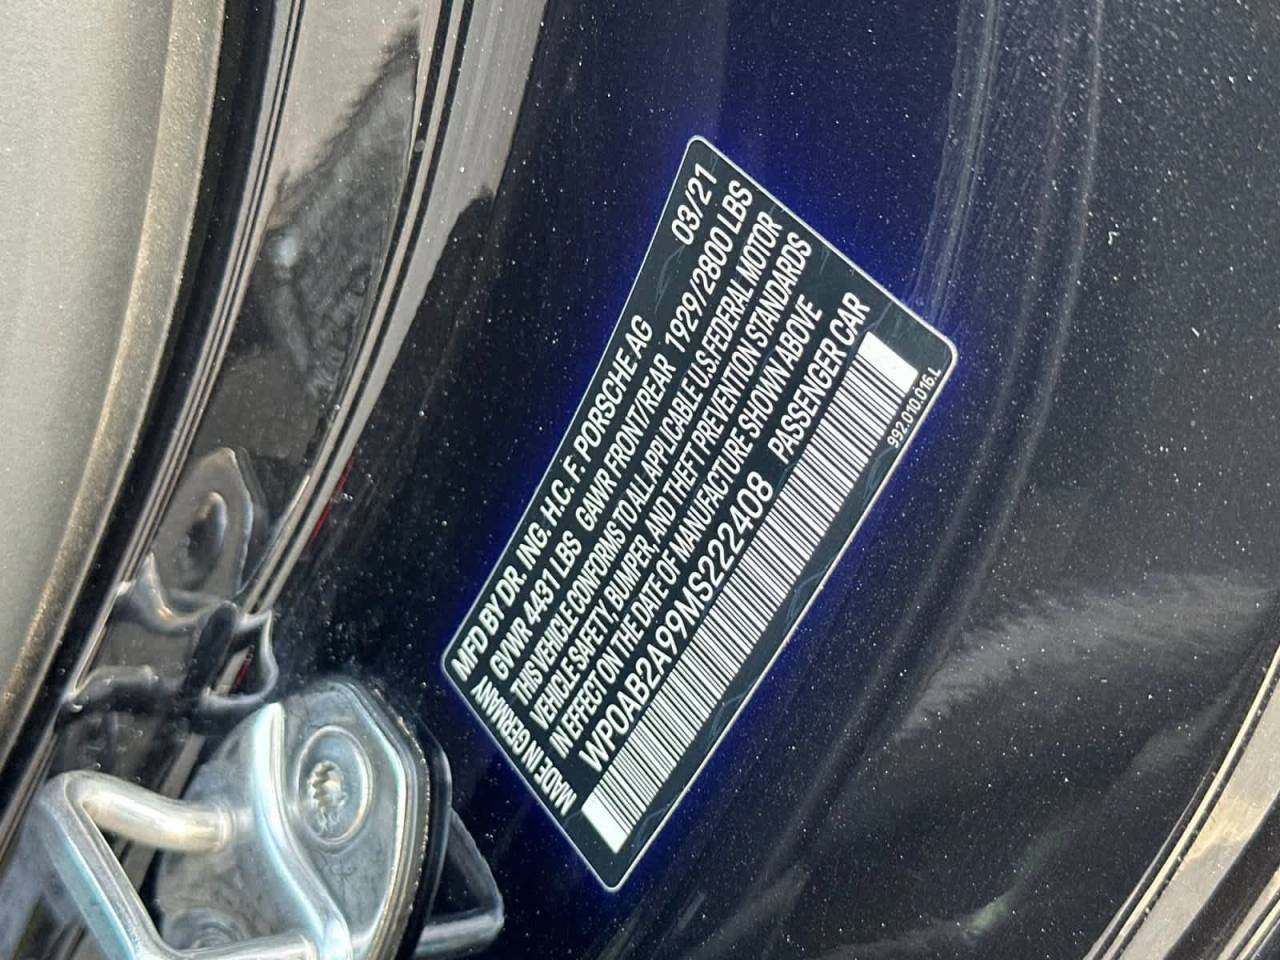 MFD BY DR. ING. H.C. F. PORSCHE AG 03/21
GVWR 4431 LBS GAWR FRONT/REAR 1929/2800 LBS
THIS VEHICLE CONFORMS TO ALL APPLICABLE U.S.FEDERAL MOTOR
VEHICLE SAFETY, BUMPER, AND THEFT PREVENTION STANDARDS
IN EFFECT ON THE DATE OF MANUFACTURE SHOWN ABOVE
WP0AB2A99MS222408 PASSENGER CAR
MADE IN GERMANY
992.010.016.L